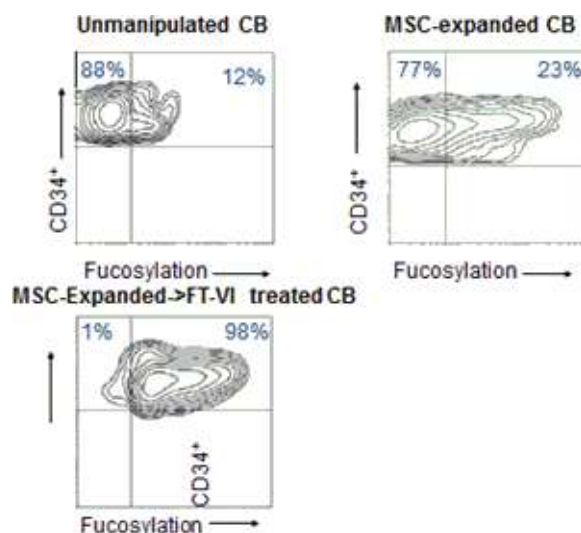 Unmanipulated CB
MSC-expanded CB
88%
12%
77%
23%
CD34+
CD34+
Fucosylation
Fucosylation
MSC-Expanded->FT-VI treated CB
1%
98%
CD34+
Fucosylation